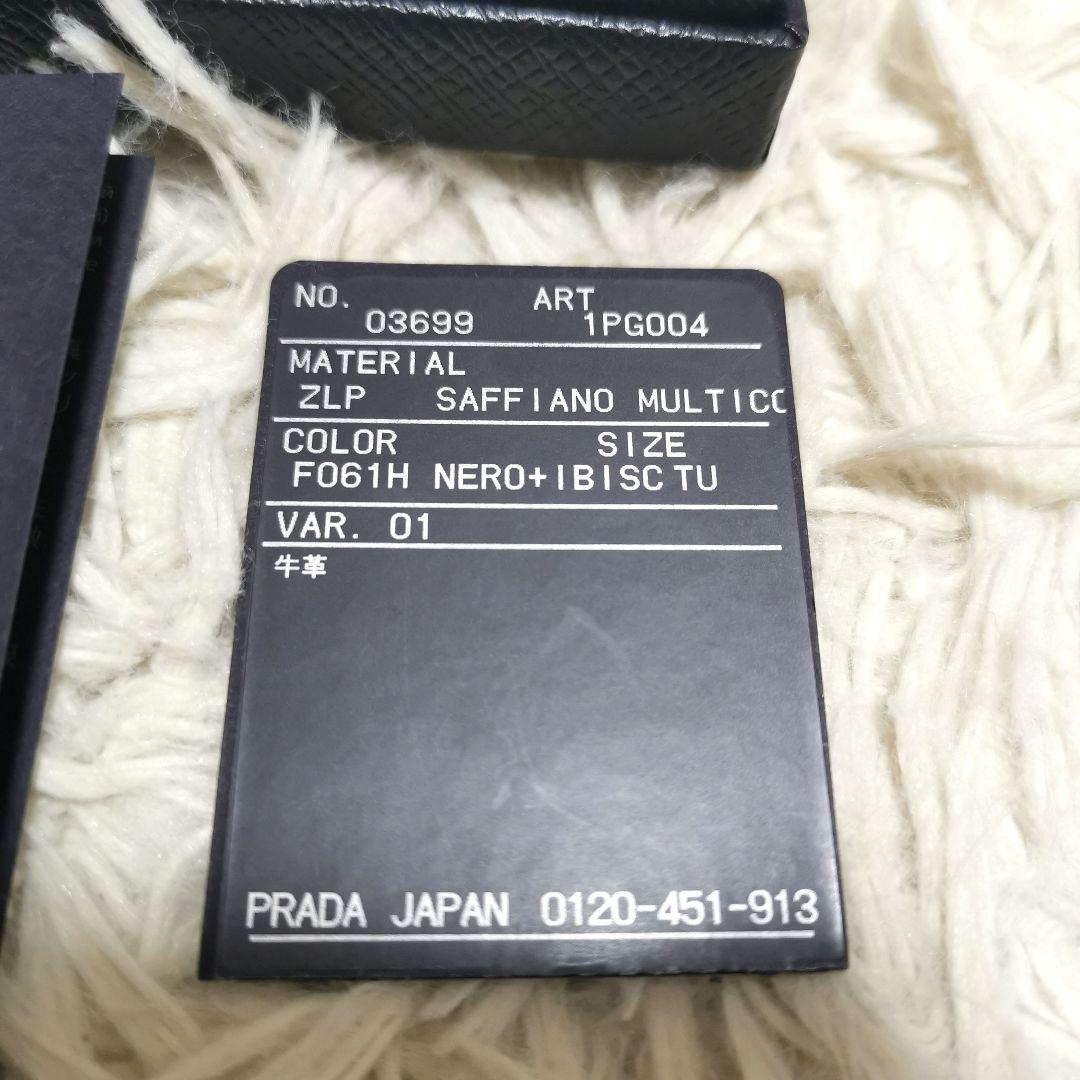 NO. ART
03699 1PG004
MATERIAL
ZLP SAFFIANO MULTICO
COLOR SIZE
F061H NERO+IBISC TU
VAR. 01
牛革
PRADA JAPAN 0120-451-913